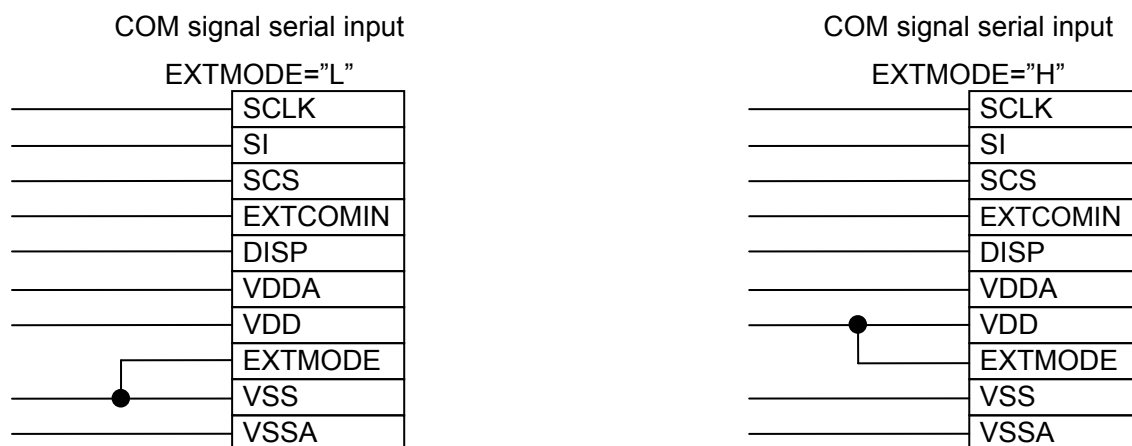 COM signal serial input
EXTMODE=”L”
SCLK
SI
SCS
EXTCOMIN
DISP
VDDA
VDD
EXTMODE
VSS
VSSA
COM signal serial input
EXTMODE=”H”
SCLK
SI
SCS
EXTCOMIN
DISP
VDDA
VDD
EXTMODE
VSS
VSSA